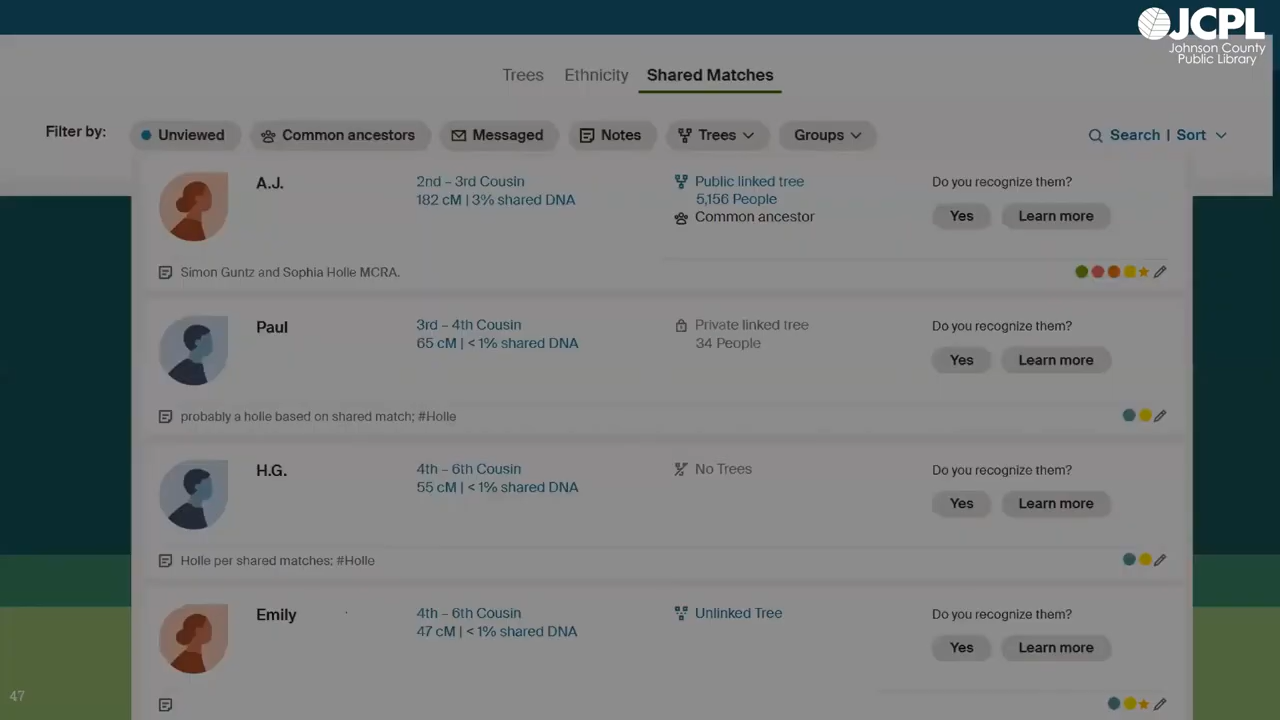 JCPL
Johnson County
Public Library
Trees Ethnicity Shared Matches
Filter by: Unviewed Common ancestors Messaged Notes Trees Groups Search | Sort
A.J. 2nd – 3rd Cousin Public linked tree Do you recognize them?
182 cM | 3% shared DNA 5,156 People
Common ancestor Yes Learn more
Simon Guntz and Sophia Holle MCRA.
Paul 3rd – 4th Cousin Private linked tree Do you recognize them?
65 cM | < 1% shared DNA 34 People
Yes Learn more
probably a holle based on shared match; #Holle
H.G. 4th – 6th Cousin No Trees Do you recognize them?
55 cM | < 1% shared DNA
Yes Learn more
Holle per shared matches; #Holle
Emily 4th – 6th Cousin Unlinked Tree Do you recognize them?
47 cM | < 1% shared DNA
Yes Learn more
47